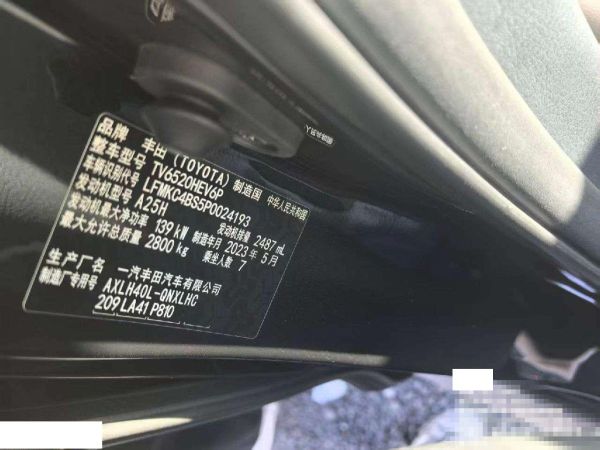 品牌 丰田 (TOYOTA) 制造国 中华人民共和国
整车型号 TV6520HEV6P
车辆识别代号 LFMKC4BS5P0024193
发动机型号 A25H 发动机排量 2487 mL
发动机最大净功率 139 kW 制造年月 2023 年 5 月
最大允许总质量 2800 kg 乘坐人数 7
生产厂名 一汽丰田汽车有限公司
制造厂专用号 AXLH40L-QNXLHC
209 LA41 P810